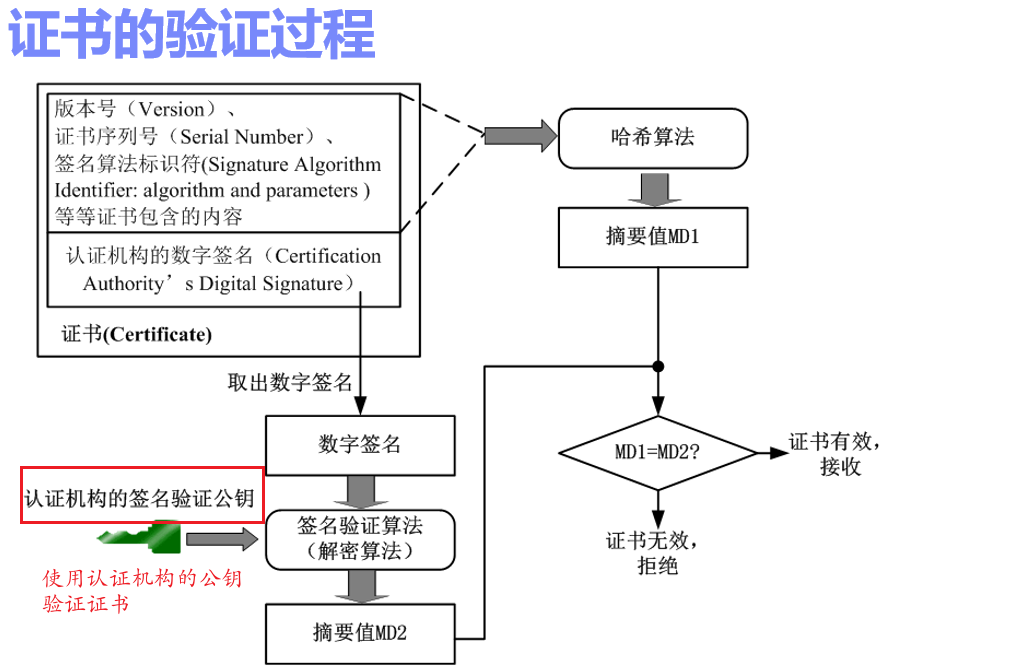 证书的验证过程
版本号（Version）、
证书序列号（Serial Number）、
签名算法标识符(Signature Algorithm
Identifier: algorithm and parameters )
等等证书包含的内容
认证机构的数字签名（Certification
Authority’s Digital Signature）
证书(Certificate)
哈希算法
摘要值MD1
取出数字签名
数字签名
MD1=MD2?
证书有效，
接收
认证机构的签名验证公钥
签名验证算法
（解密算法）
证书无效，
拒绝
使用认证机构的公钥
验证证书
摘要值MD2